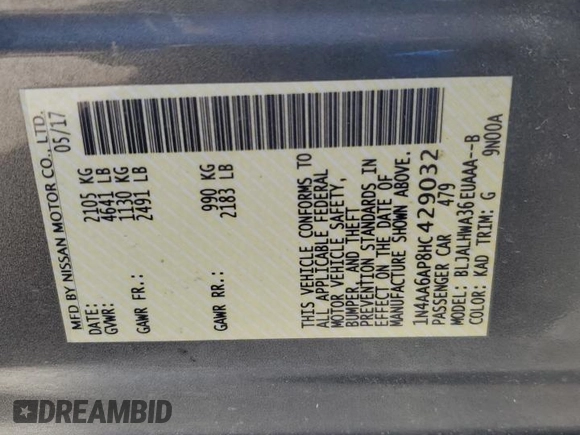 MFD BY NISSAN MOTOR CO., LTD.
DATE: 05/17
GVWR: 2105 KG
4641 LB
GAWR FR.: 1130 KG
2491 LB
GAWR RR.: 990 KG
2183 LB
THIS VEHICLE CONFORMS TO
ALL APPLICABLE FEDERAL
MOTOR VEHICLE SAFETY,
BUMPER, AND THEFT
PREVENTION STANDARDS IN
EFFECT ON THE DATE OF
MANUFACTURE SHOWN ABOVE.
1N4AA6AP8HC429032
PASSENGER CAR 479
MODEL: BLJALHWA36EUAAA--B
COLOR: KAD TRIM: G 9N00A
DREAMBID